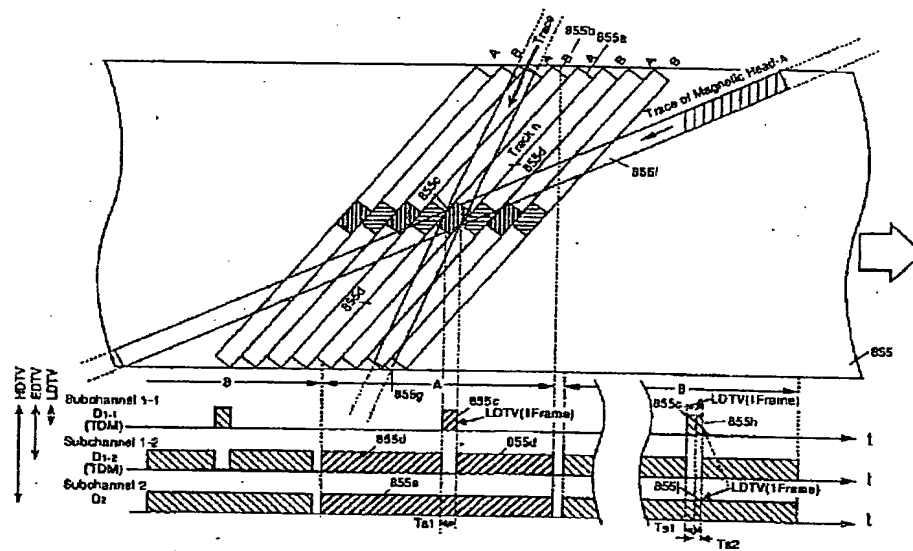 855b
855a
Trace
A
B
A
B
A
B
A
B
Trace of Magnetic Head-A
Track n
855d
855c
855f
855d
855
855g
HDTV
EDTV
LDTV
B
A
B
Subchannel 1-1
D1-1
(TDM)
855c
LDTV(1Frame)
855c
LDTV(1Frame)
855h
t
Subchannel 1-2
D1-2
(TDM)
855d
855d
t
Subchannel 2
D2
855e
855j
LDTV(1Frame)
t
Ts1
Ts1
Ts2